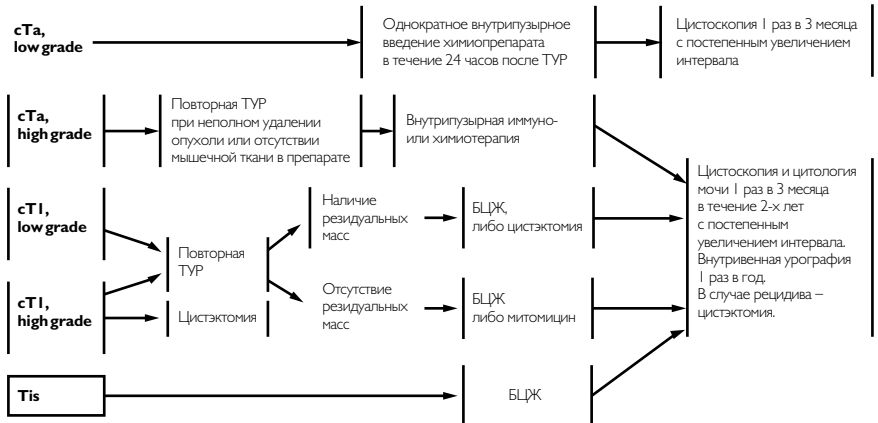 cTa,
low grade
Однократное внутрипузырное
введение химиопрепарата
в течение 24 часов после ТУР
Цистоскопия 1 раз в 3 месяца
с постепенным увеличением
интервала
cTa,
high grade
Повторная ТУР
при неполном удалении
опухоли или отсутствии
мышечной ткани в препарате
Внутрипузырная иммуно-
или химиотерапия
cT1,
low grade
cT1,
high grade
Повторная
ТУР
Цистэктомия
Наличие
резидуальных
масс
Отсутствие
резидуальных
масс
БЦЖ,
либо цистэктомия
БЦЖ
либо митомицин
Tis
БЦЖ
Цистоскопия и цитология
мочи 1 раз в 3 месяца
в течение 2-х лет
с постепенным
увеличением интервала.
Внутривенная урография
1 раз в год.
В случае рецидива –
цистэктомия.